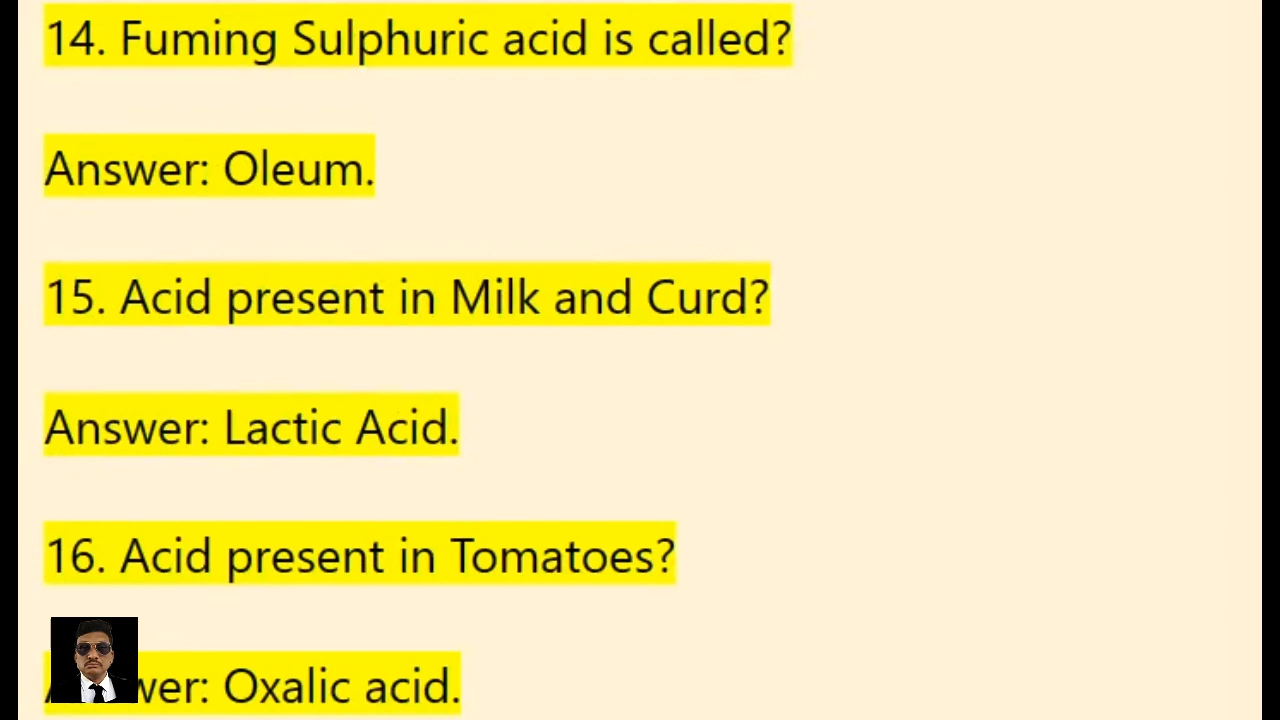 14. Fuming Sulphuric acid is called?
Answer: Oleum.
15. Acid present in Milk and Curd?
Answer: Lactic Acid.
16. Acid present in Tomatoes?
Oxalic acid.